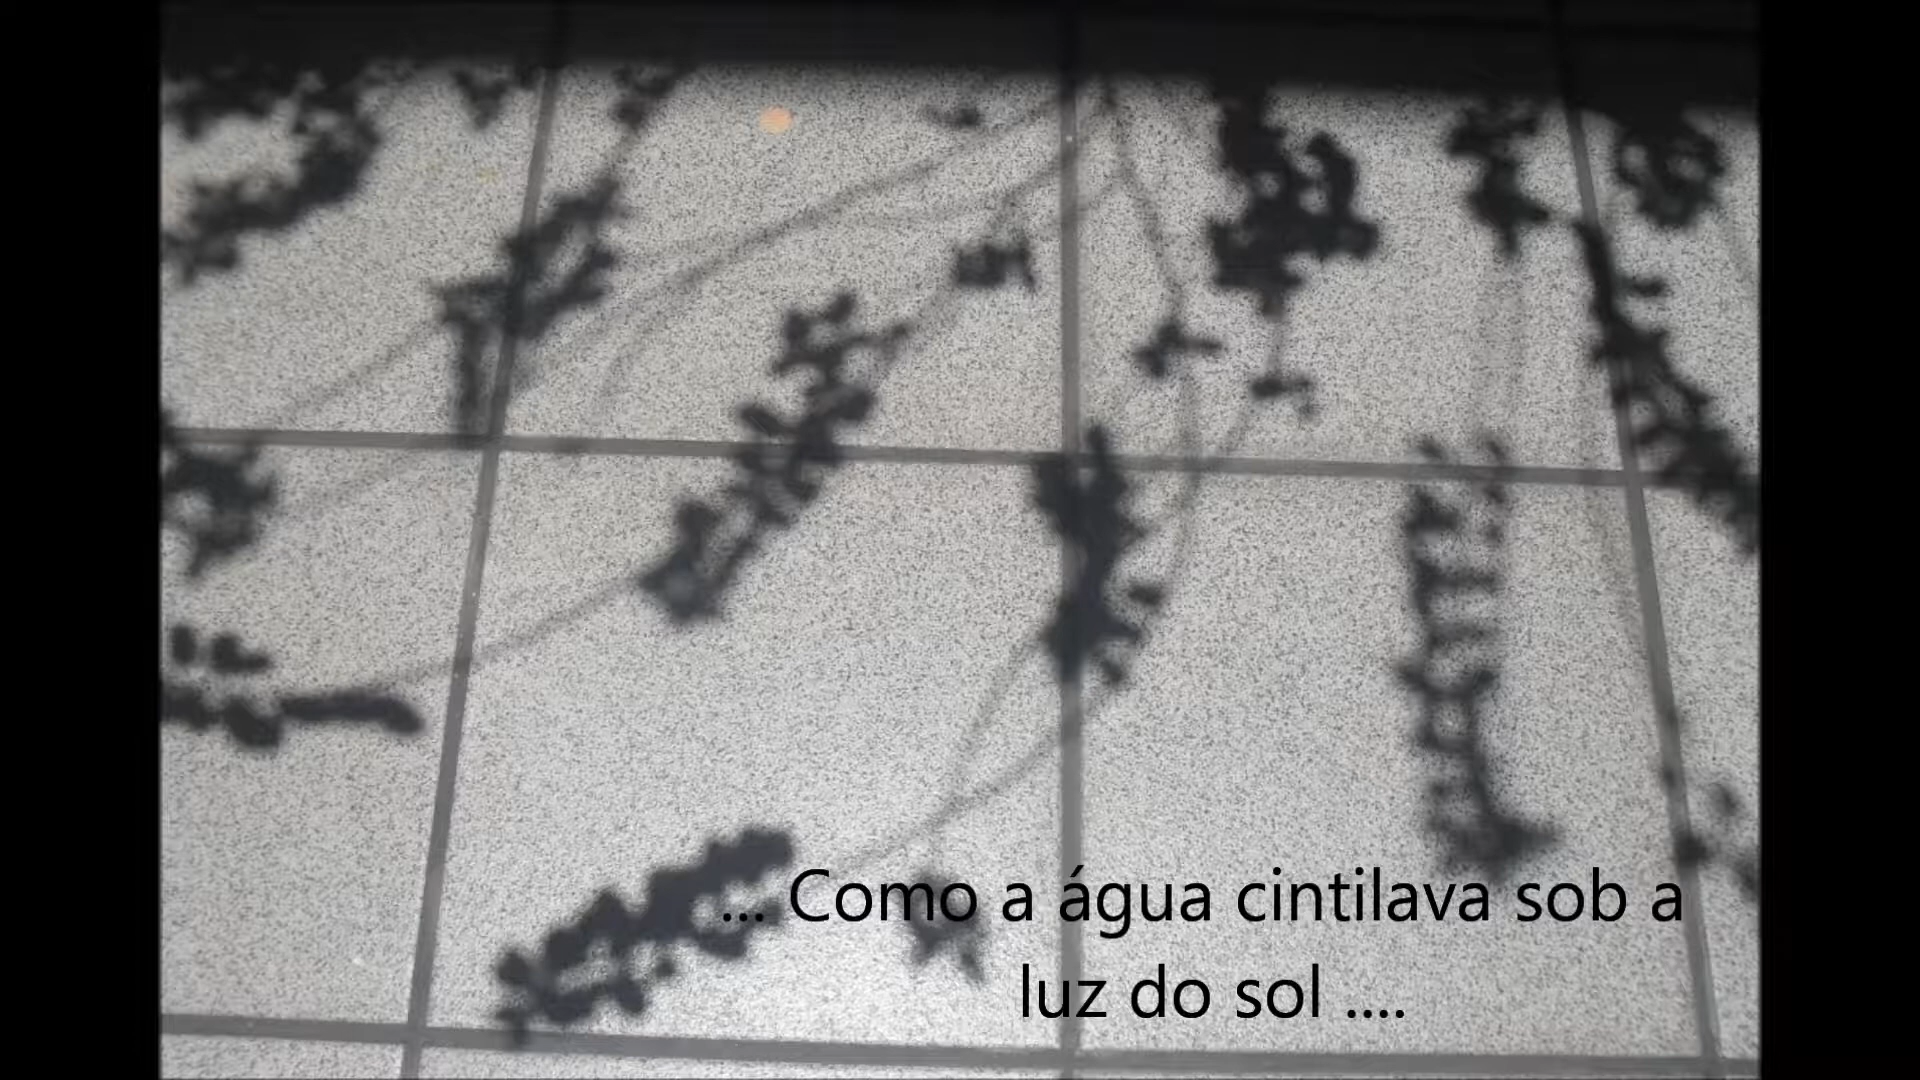 ... Como a água cintilava sob a
luz do sol ....